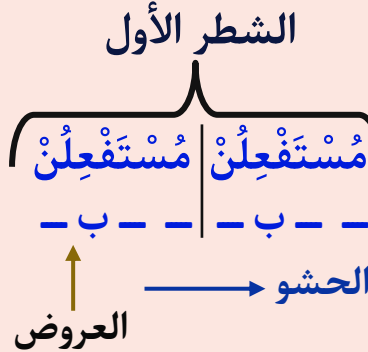 الشطر الأول
مُسْتَفْعِلُنْ مُسْتَفْعِلُنْ
ـ ـ ب ـ ـ ـ ب ـ
الحشو
العروض